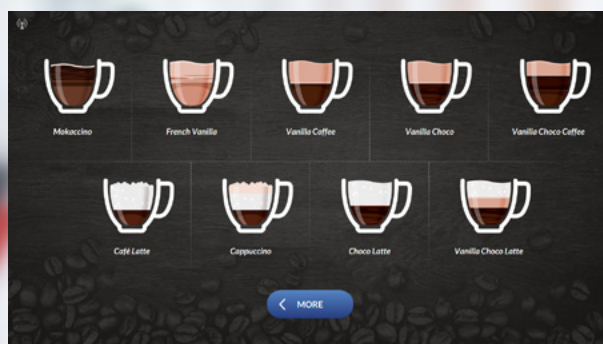 Mokaccino
French Vanilla
Vanilla Coffee
Vanilla Choco
Vanilla Choco Coffee
Café Latte
Cappuccino
Choco Latte
Vanilla Choco Latte
MORE